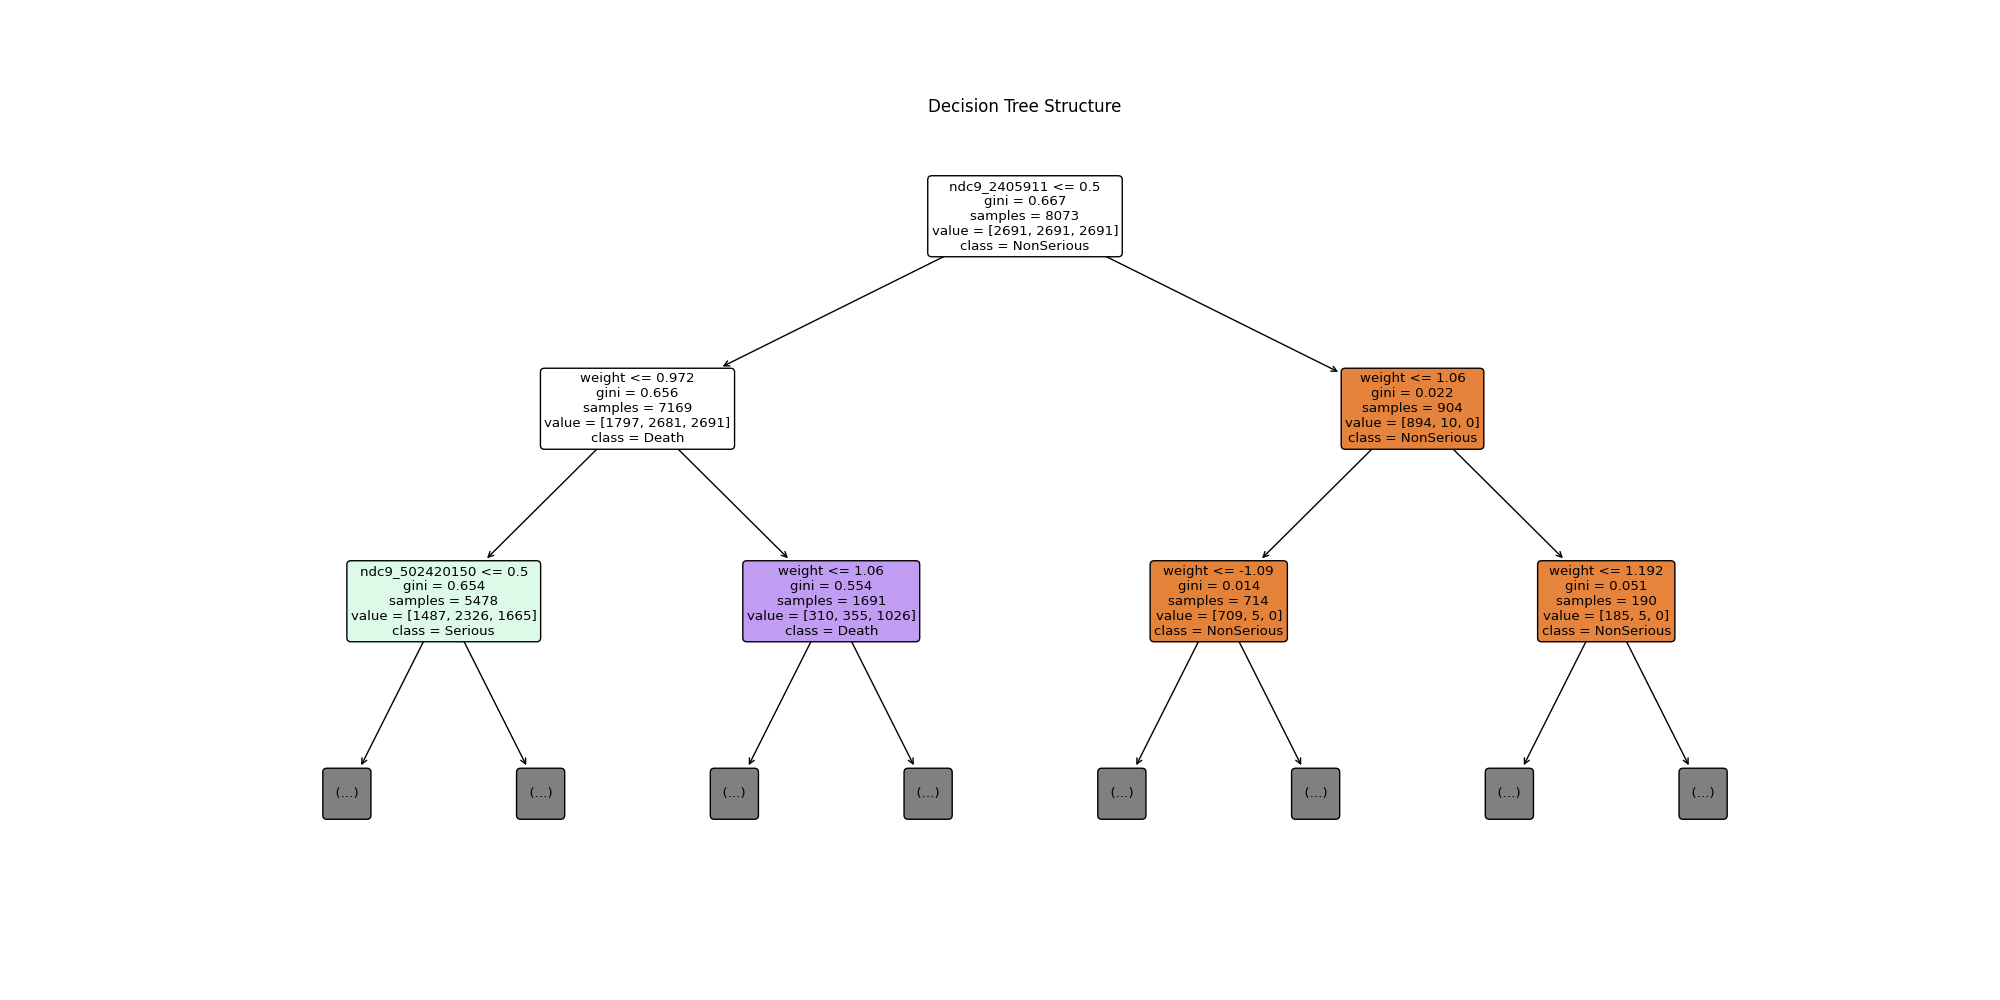 Decision Tree Structure
ndc9_2405911 <= 0.5
gini = 0.667
samples = 8073
value = [2691, 2691, 2691]
class = NonSerious
weight <= 0.972
gini = 0.656
samples = 7169
value = [1797, 2681, 2691]
class = Death
weight <= 1.06
gini = 0.022
samples = 904
value = [894, 10, 0]
class = NonSerious
ndc9_502420150 <= 0.5
gini = 0.654
samples = 5478
value = [1487, 2326, 1665]
class = Serious
weight <= 1.06
gini = 0.554
samples = 1691
value = [310, 355, 1026]
class = Death
weight <= -1.09
gini = 0.014
samples = 714
value = [709, 5, 0]
class = NonSerious
weight <= 1.192
gini = 0.051
samples = 190
value = [185, 5, 0]
class = NonSerious
(...)
(...)
(...)
(...)
(...)
(...)
(...)
(...)